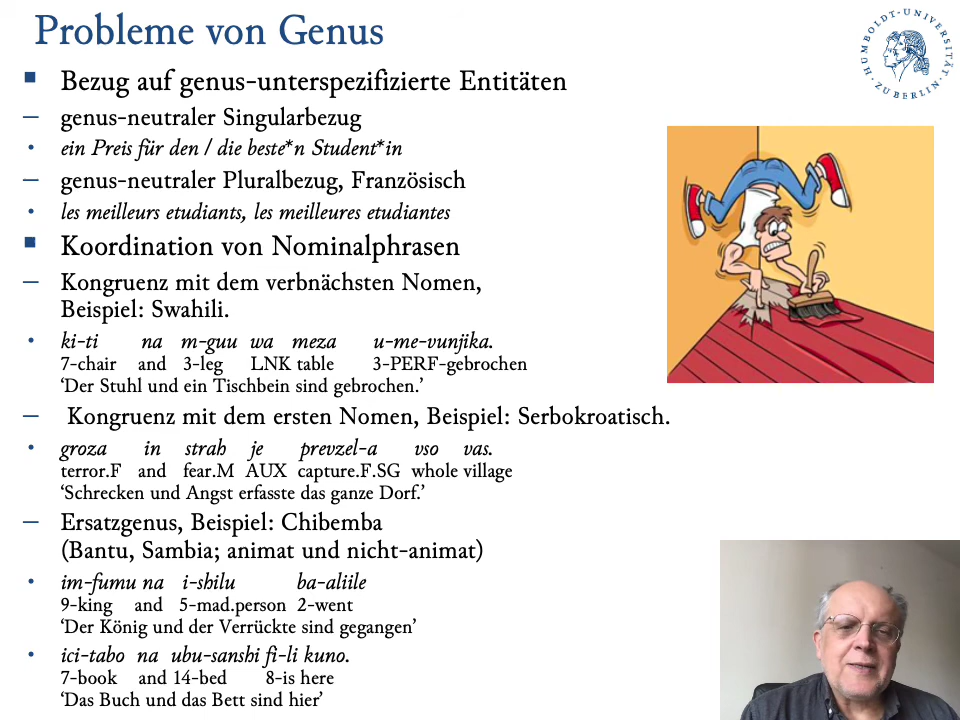 Probleme von Genus
HUMBOLDT-UNIVERSITÄT ZU BERLIN
■ Bezug auf genus-unterspezifizierte Entitäten
– genus-neutraler Singularbezug
• ein Preis für den / die beste*n Student*in
– genus-neutraler Pluralbezug, Französisch
• les meilleurs etudiants, les meilleures etudiantes
■ Koordination von Nominalphrasen
– Kongruenz mit dem verbnächsten Nomen,
Beispiel: Swahili.
• ki-ti na m-guu wa meza u-me-vunjika.
7-chair and 3-leg LNK table 3-PERF-gebrochen
‘Der Stuhl und ein Tischbein sind gebrochen.’
– Kongruenz mit dem ersten Nomen, Beispiel: Serbokroatisch.
• groza in strah je prevzel-a vso vas.
terror.F and fear.M AUX capture.F.SG whole village
‘Schrecken und Angst erfasste das ganze Dorf.’
– Ersatzgenus, Beispiel: Chibemba
(Bantu, Sambia; animat und nicht-animat)
• im-fumu na i-shilu ba-aliile
9-king and 5-mad.person 2-went
‘Der König und der Verrückte sind gegangen’
• ici-tabo na ubu-sanshi fi-li kuno.
7-book and 14-bed 8-is here
‘Das Buch und das Bett sind hier’